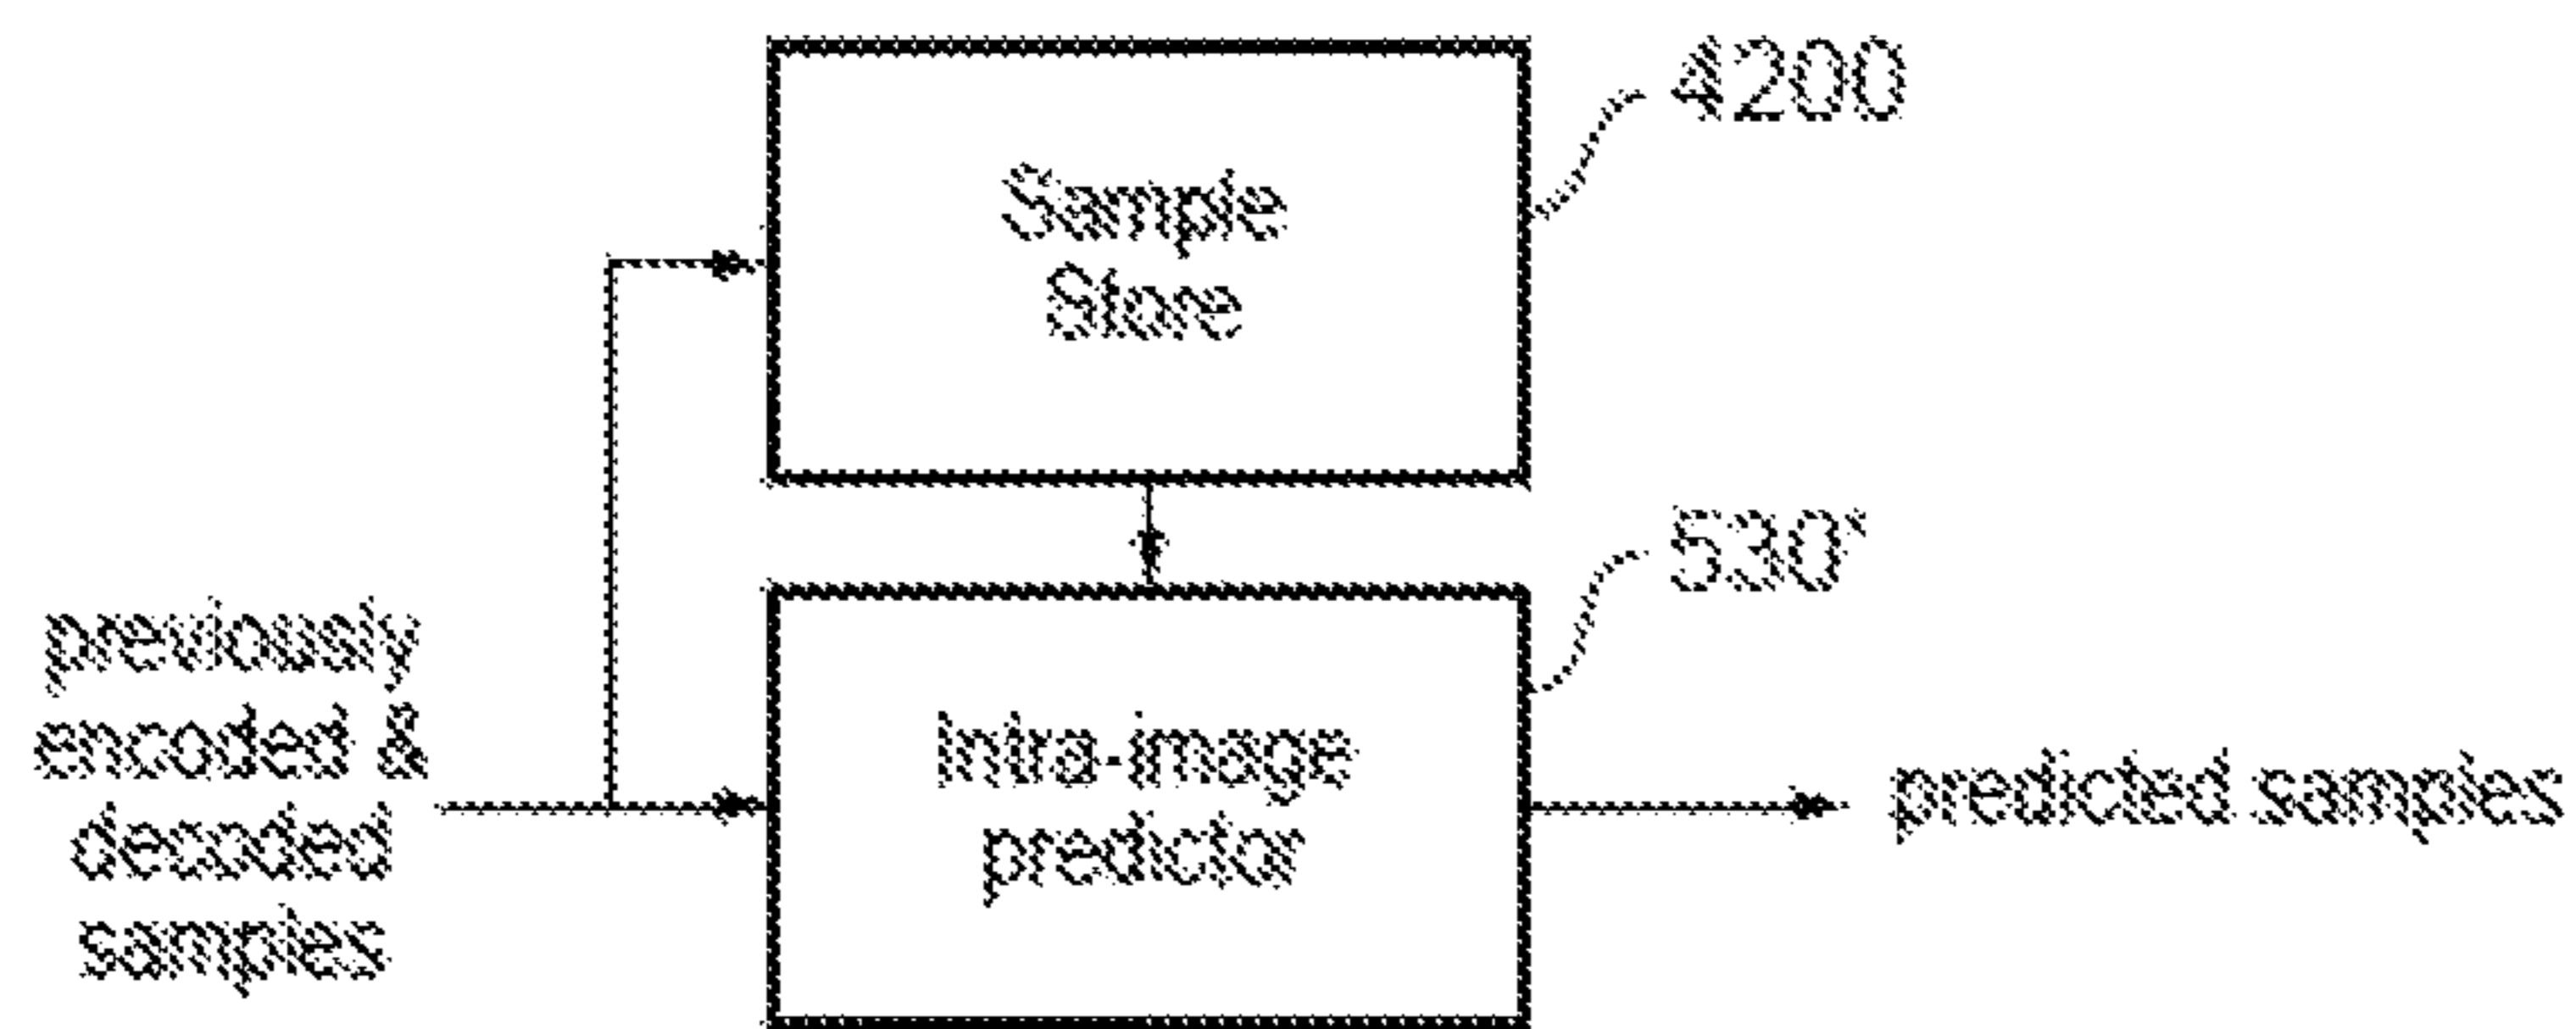 Sample
Store
4200
previously
encoded &
decoded
samples
Intra-image
predictor
530'
predicted samples